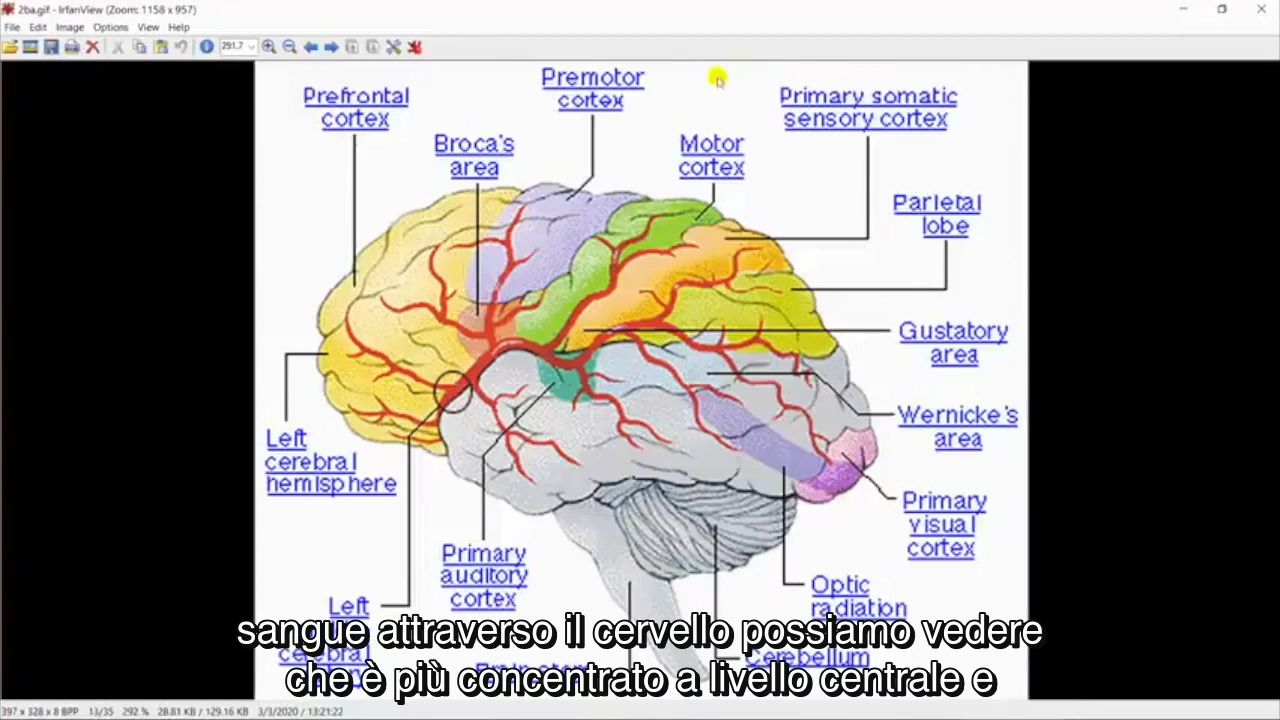 2ba.gif - IrfanView (Zoom: 1158 x 957)
File Edit Image Options View Help
291.7
Premotor
cortex
Prefrontal
cortex
Primary somatic
sensory cortex
Broca's
area
Motor
cortex
Parietal
lobe
Gustatory
area
Wernicke's
area
Left
cerebral
hemisphere
Primary
visual
cortex
Primary
auditory
cortex
Optic
radiation
Left
cerebral
Cerebellum
sangue attraverso il cervello possiamo vedere
che è più concentrato a livello centrale e
397 x 328 x 8 BPP 13/35 292 % 28.81 KB / 129.16 KB 3/3/2020 / 13:21:22